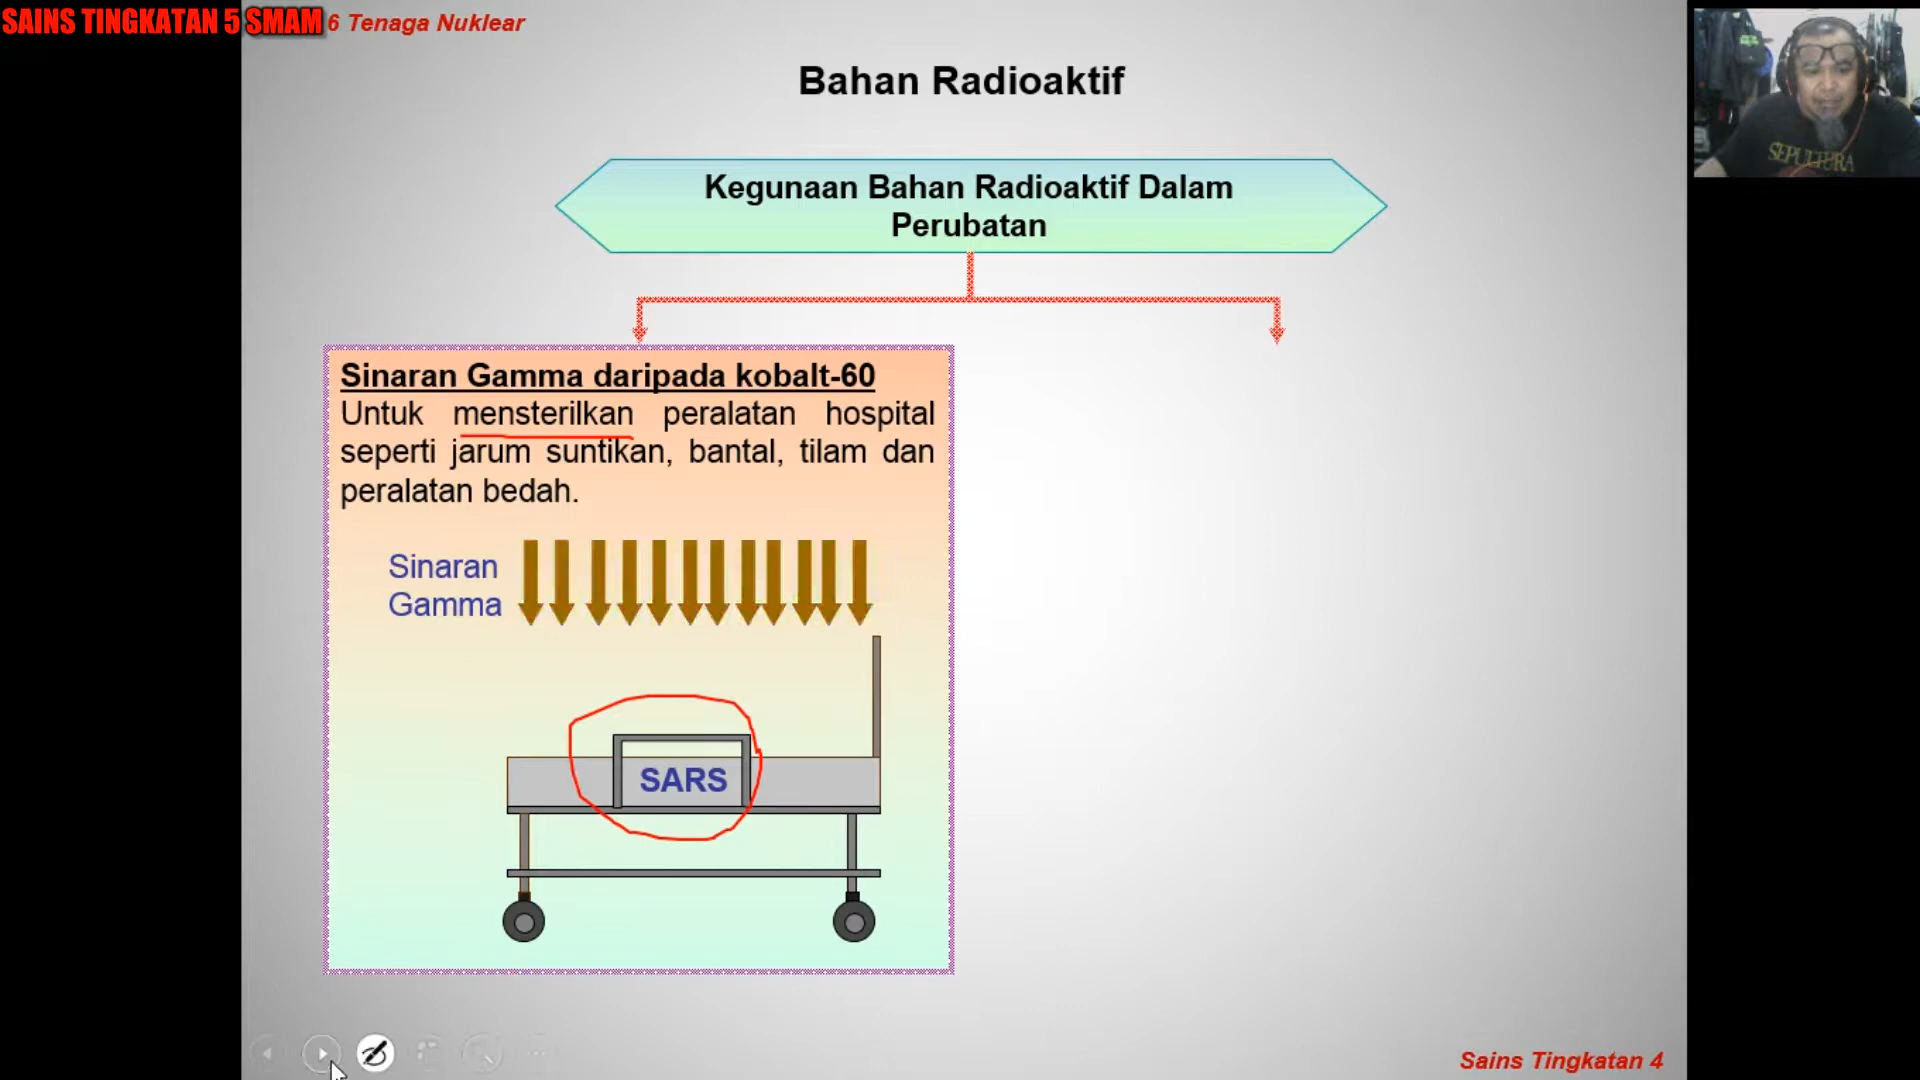 SAINS TINGKATAN 5 SMAM
6 Tenaga Nuklear
Bahan Radioaktif
Kegunaan Bahan Radioaktif Dalam
Perubatan
Sinaran Gamma daripada kobalt-60
Untuk mensterilkan peralatan hospital
seperti jarum suntikan, bantal, tilam dan
peralatan bedah.
Sinaran
Gamma
SARS
Sains Tingkatan 4
SEPULTURA